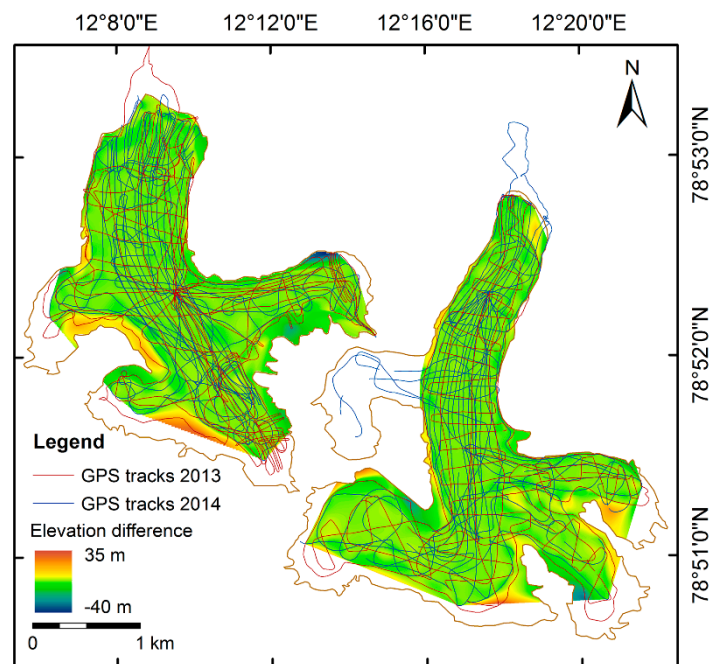 12°8'0"E 12°12'0"E 12°16'0"E 12°20'0"E
N
78°53'0"N
78°52'0"N
78°51'0"N
Legend
GPS tracks 2013
GPS tracks 2014
Elevation difference
35 m
-40 m
0 1 km